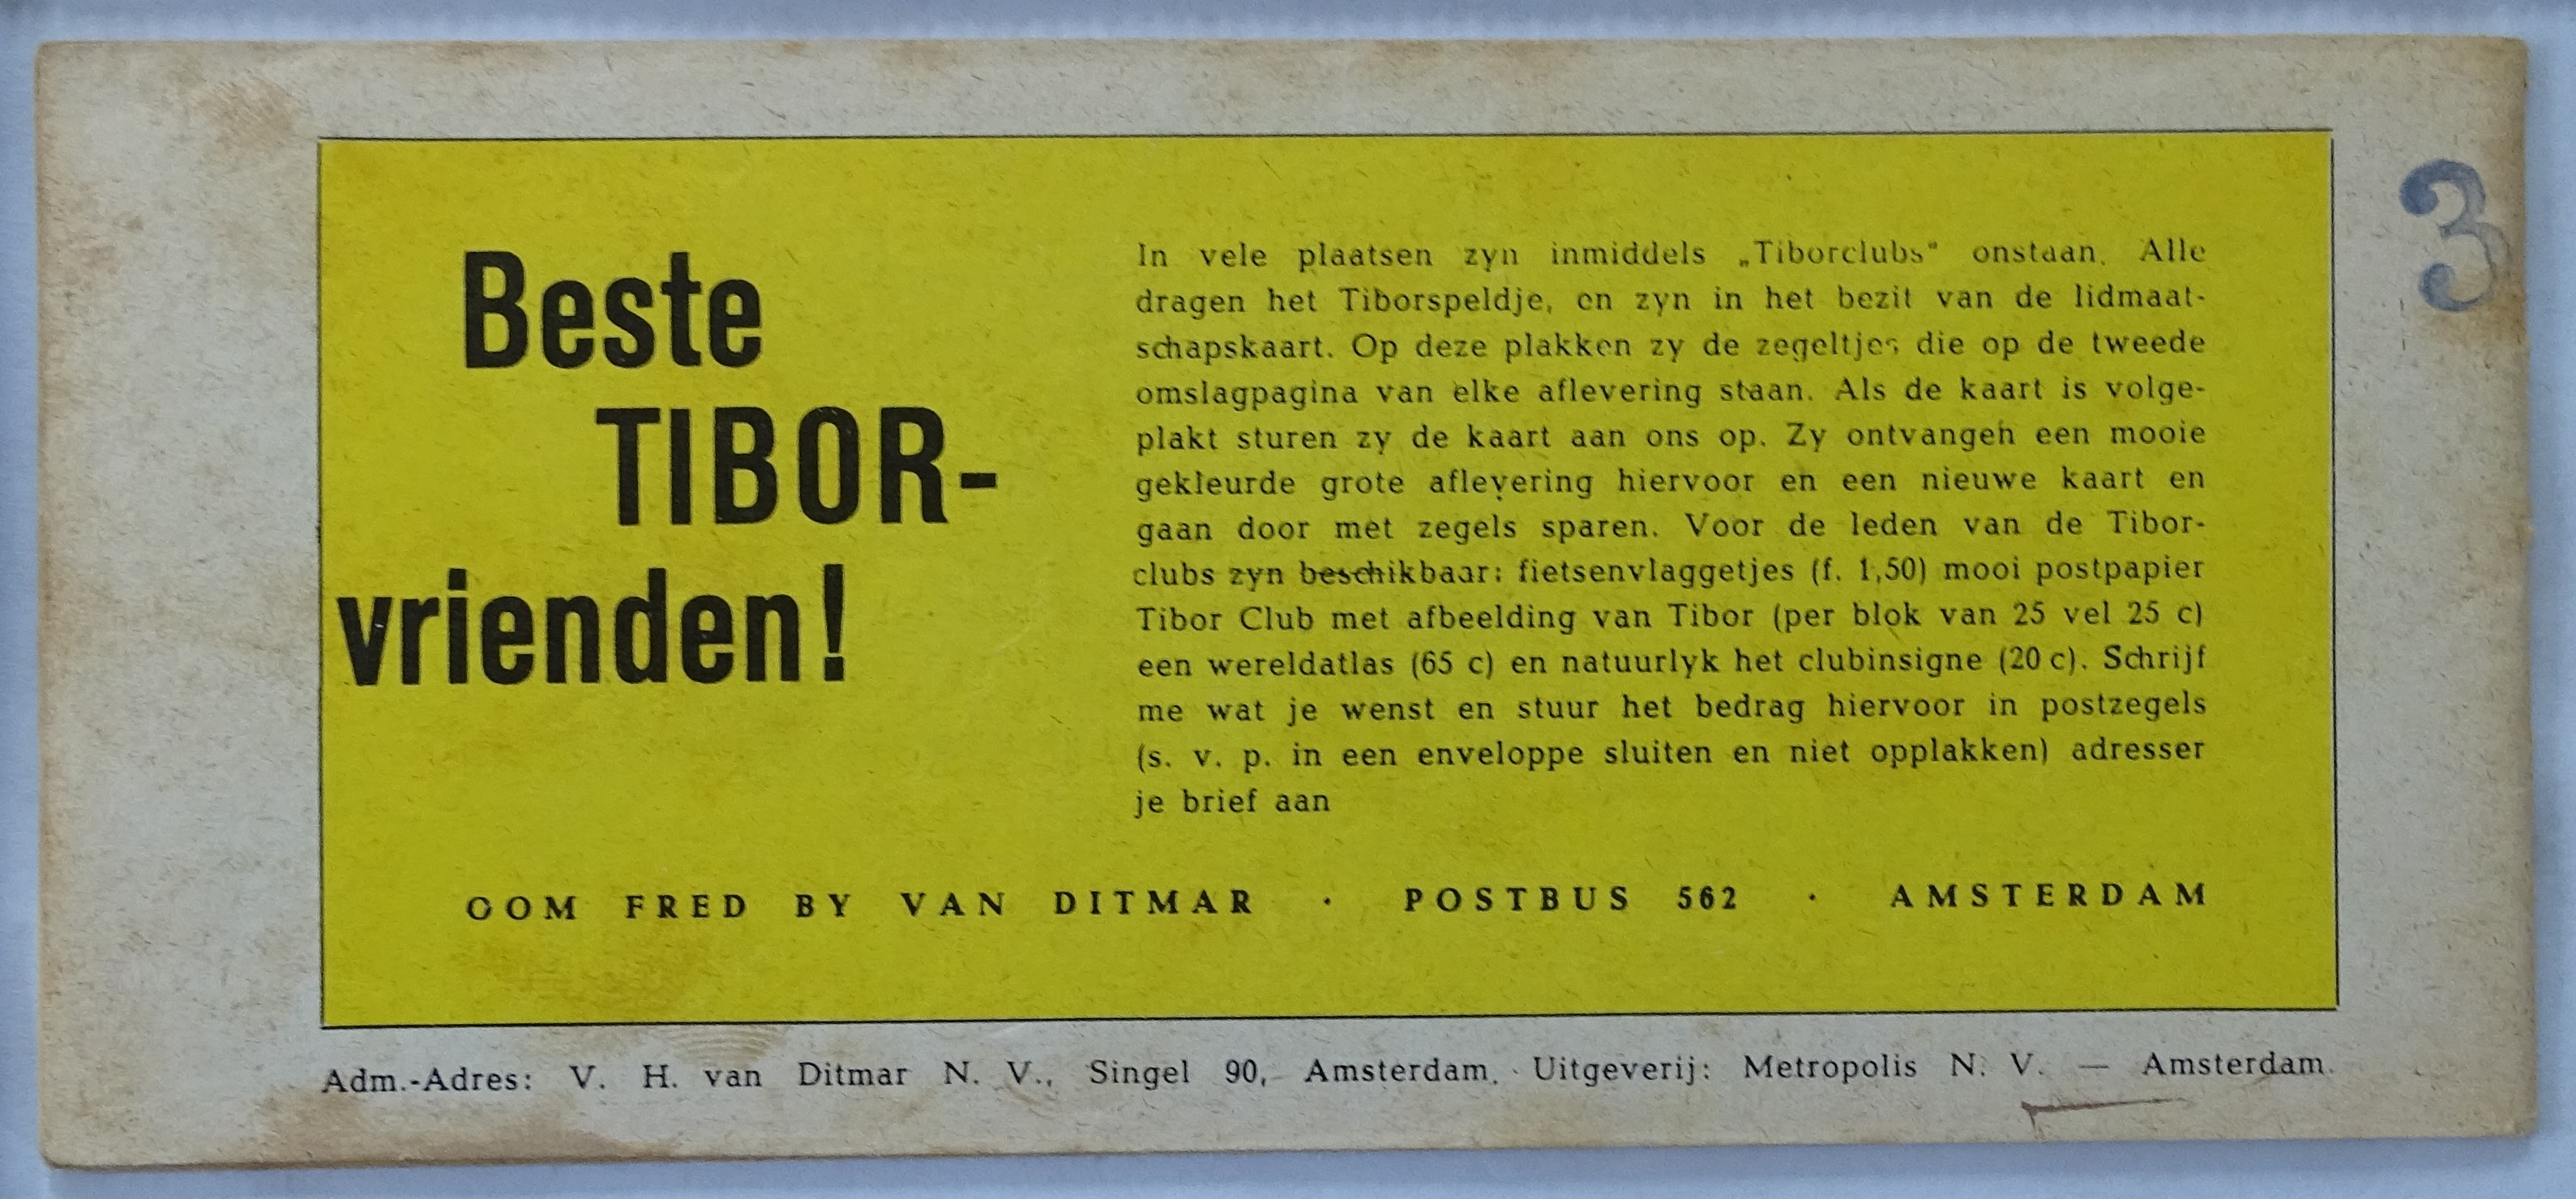 Beste
TIBOR-
vrienden!
In vele plaatsen zyn inmiddels „Tiborclubs" onstaan. Alle
dragen het Tiborspeldje, en zyn in het bezit van de lidmaat-
schapskaart. Op deze plakken zy de zegeltjes die op de tweede
omslagpagina van elke aflevering staan. Als de kaart is volge-
plakt sturen zy de kaart aan ons op. Zy ontvangen een mooie
gekleurde grote aflevering hiervoor en een nieuwe kaart en
gaan door met zegels sparen. Voor de leden van de Tibor-
clubs zyn beschikbaar: fietsenvlaggetjes (f. 1,50) mooi postpapier
Tibor Club met afbeelding van Tibor (per blok van 25 vel 25 c)
een wereldatlas (65 c) en natuurlyk het clubinsigne (20 c). Schrijf
me wat je wenst en stuur het bedrag hiervoor in postzegels
(s. v. p. in een enveloppe sluiten en niet opplakken) adresser
je brief aan
OOM FRED BY VAN DITMAR · POSTBUS 562 · AMSTERDAM
Adm.-Adres: V. H. van Ditmar N. V., Singel 90, Amsterdam. Uitgeverij: Metropolis N. V. — Amsterdam.
3